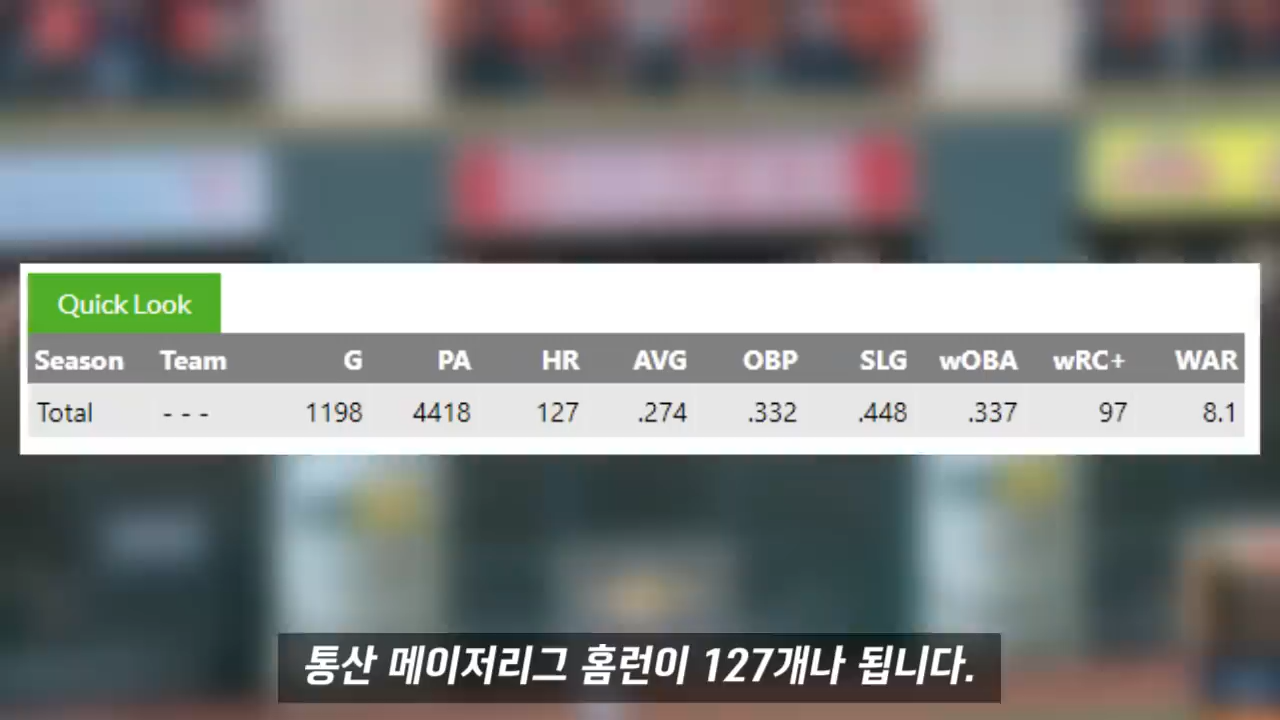 Quick Look
Season Team G PA HR AVG OBP SLG wOBA wRC+ WAR
Total - - - 1198 4418 127 .274 .332 .448 .337 97 8.1
통산 메이저리그 홈런이 127개나 됩니다.